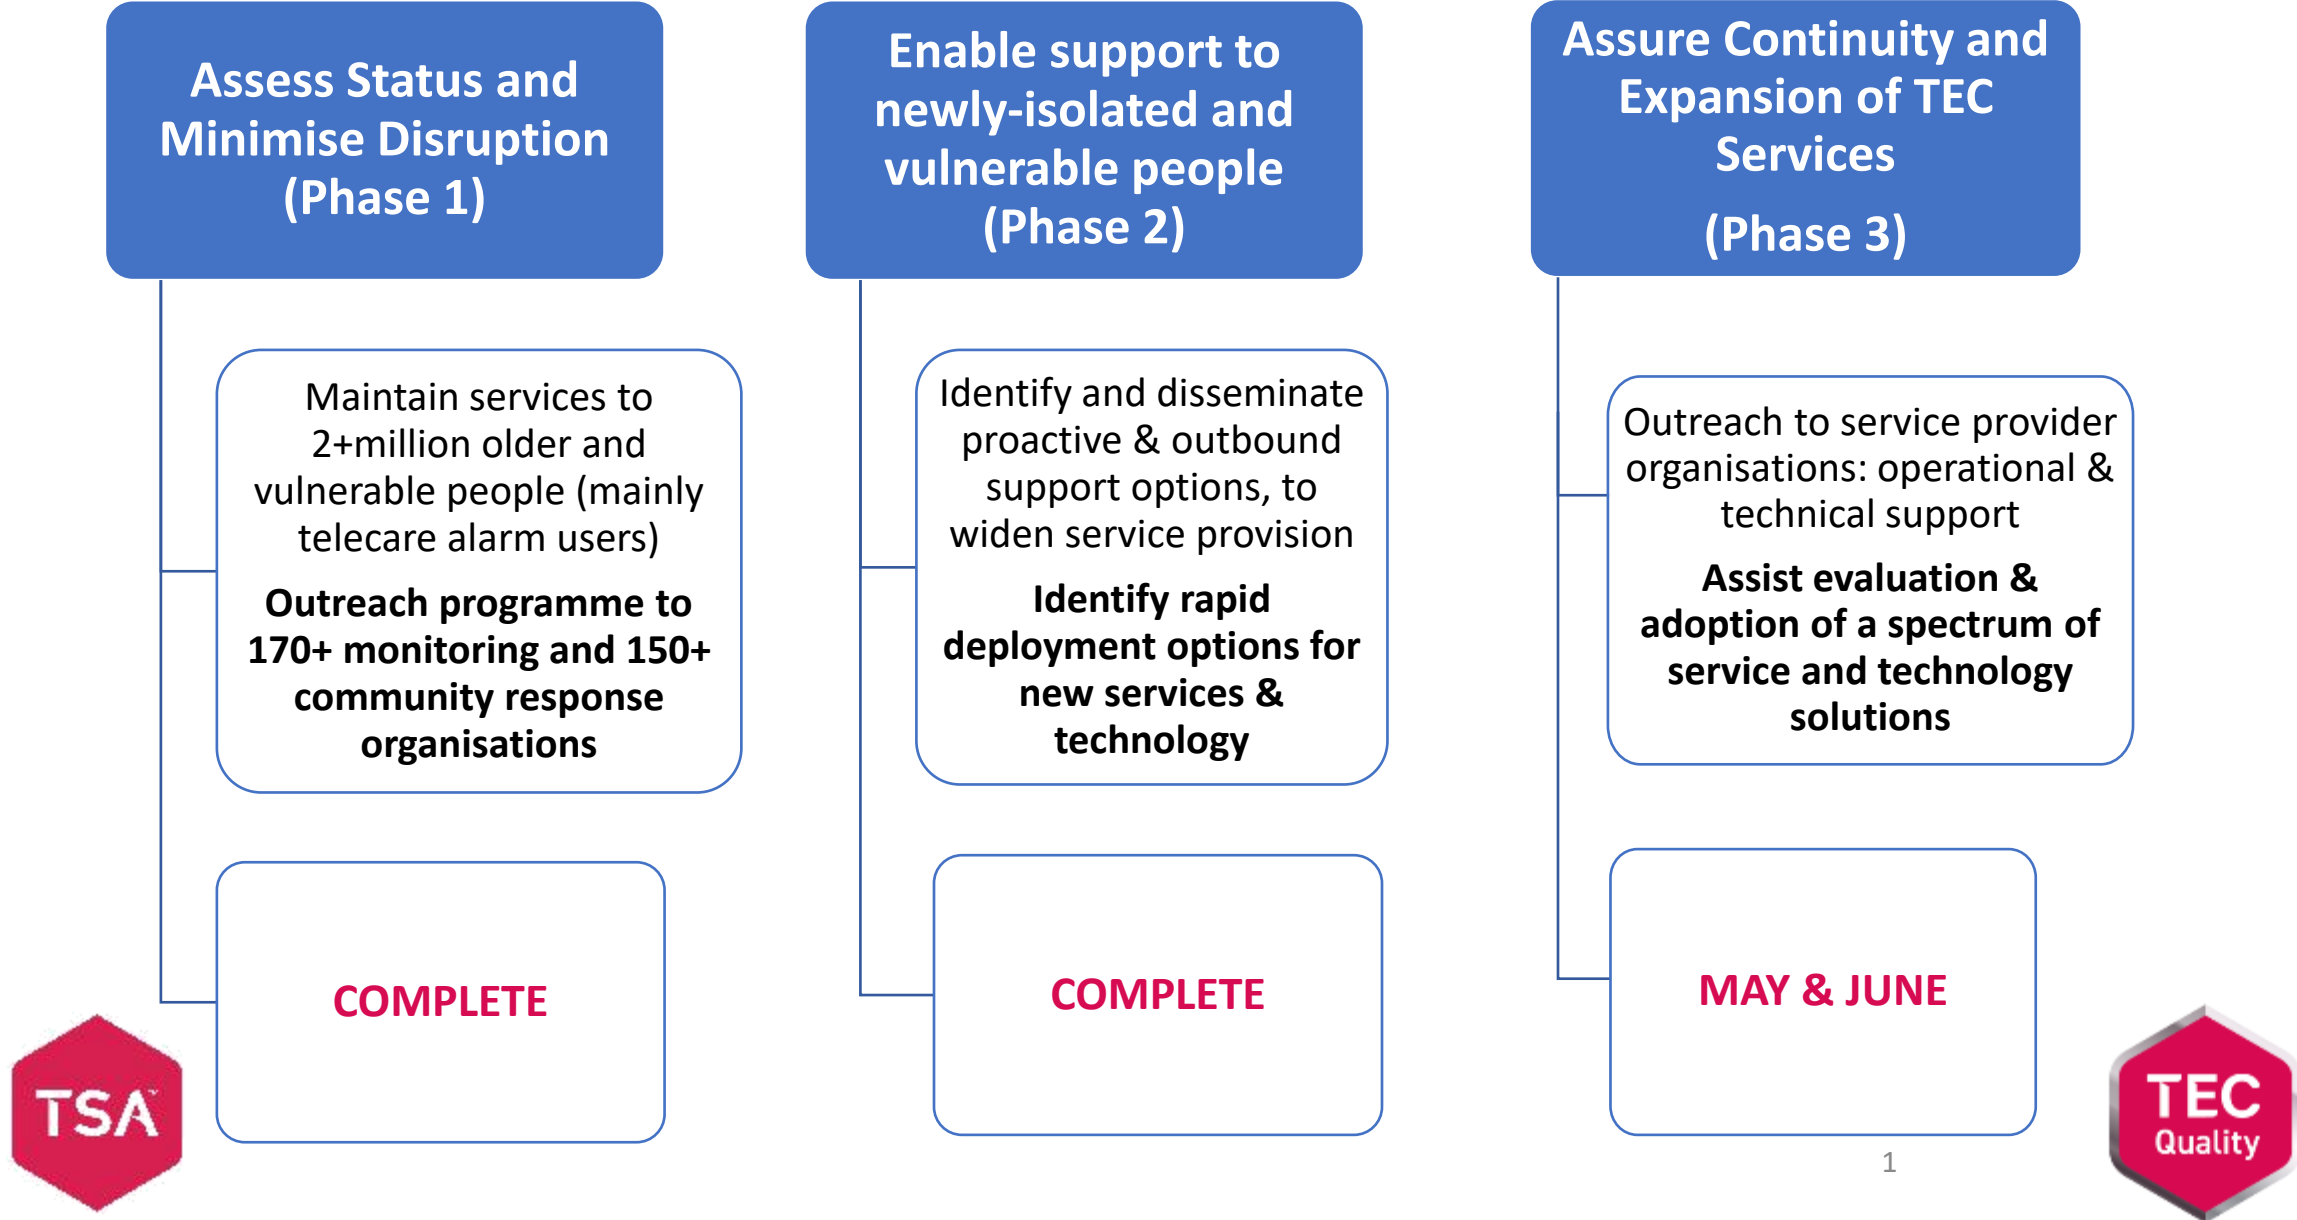 Assess Status and
Minimise Disruption
(Phase 1)
Maintain services to
2+million older and
vulnerable people (mainly
telecare alarm users)
Outreach programme to
170+ monitoring and 150+
community response
organisations
COMPLETE
Enable support to
newly-isolated and
vulnerable people
(Phase 2)
Identify and disseminate
proactive & outbound
support options, to
widen service provision
Identify rapid
deployment options for
new services &
technology
COMPLETE
Assure Continuity and
Expansion of TEC
Services
(Phase 3)
Outreach to service provider
organisations: operational &
technical support
Assist evaluation &
adoption of a spectrum of
service and technology
solutions
MAY & JUNE
TSA
TEC
Quality
1